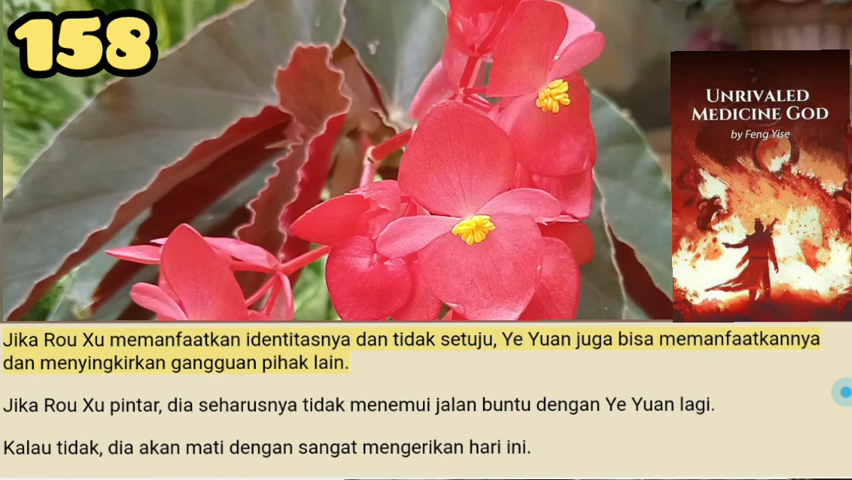 158
UNRIVALED
MEDICINE GOD
by Feng Yise
Jika Rou Xu memanfaatkan identitasnya dan tidak setuju, Ye Yuan juga bisa memanfaatkannya
dan menyingkirkan gangguan pihak lain.
Jika Rou Xu pintar, dia seharusnya tidak menemui jalan buntu dengan Ye Yuan lagi.
Kalau tidak, dia akan mati dengan sangat mengerikan hari ini.